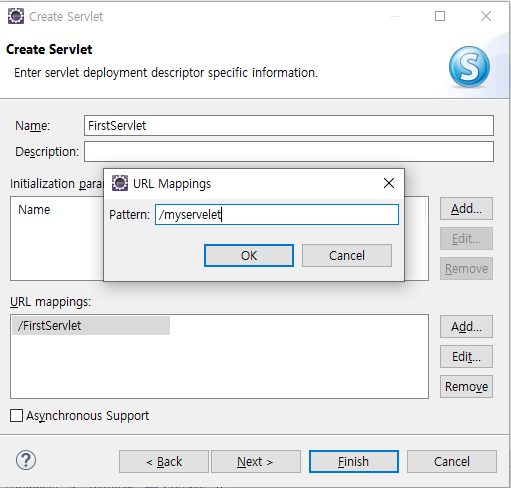 Create Servlet
Create Servlet
Enter servlet deployment descriptor specific information.
S
Name: FirstServlet
Description:
Initialization para
URL Mappings
Name
Pattern: /myservelet
Add...
Edit...
OK Cancel
Remove
URL mappings:
/FirstServlet
Add...
Edit...
Remove
Asynchronous Support
? < Back Next > Finish Cancel